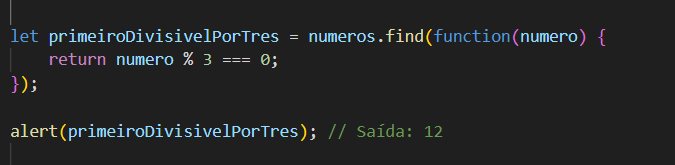 let primeiroDivisivelPorTres = numeros.find(function(numero) {
    return numero % 3 === 0;
});
alert(primeiroDivisivelPorTres); // Saída: 12